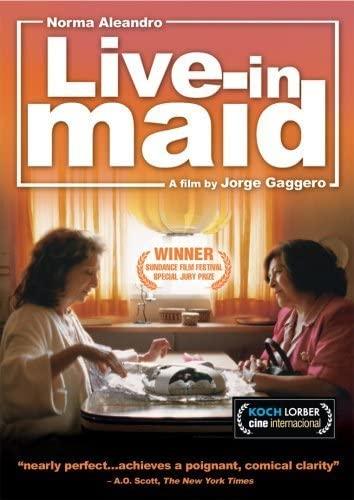 Norma Aleandro
Live-in
maid
A film by Jorge Gaggero
WINNER
SUNDANCE FILM FESTIVAL
SPECIAL JURY PRIZE
KOCH LORBER
cine internacional
“nearly perfect...achieves a poignant, comical clarity”
– A.O. Scott, The New York Times